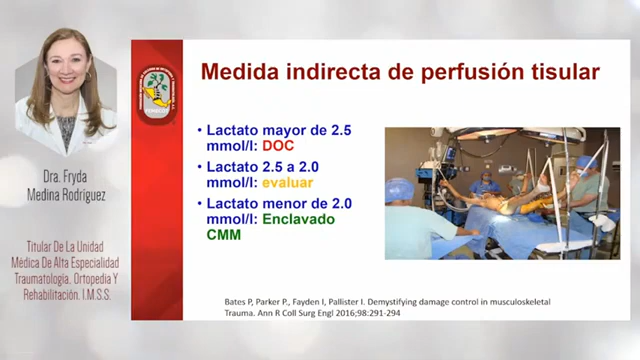 Medida indirecta de perfusión tisular
• Lactato mayor de 2.5
mmol/l: DOC
• Lactato 2.5 a 2.0
mmol/l: evaluar
• Lactato menor de 2.0
mmol/l: Enclavado
CMM
Bates P, Parker P., Fayden I, Pallister I. Demystifying damage control in musculoskeletal
Trauma. Ann R Coll Surg Engl 2016;98:291-294
Dra. Fryda
Medina Rodríguez
Titular De La Unidad
Médica De Alta Especialidad
Traumatología, Ortopedia Y
Rehabilitación. I.M.S.S.